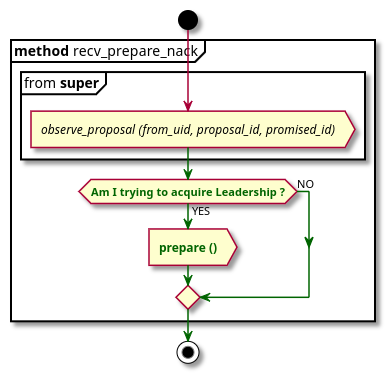 method recv_prepare_nack
from super
observe_proposal (from_uid, proposal_id, promised_id)
Am I trying to acquire Leadership ?
NO
YES
prepare ()